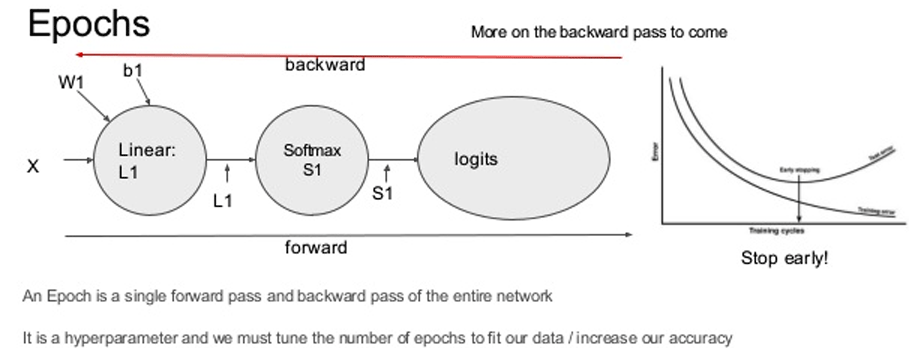 Epochs
More on the backward pass to come
backward
W1
b1
X
Linear:
L1
L1
Softmax
S1
S1
logits
forward
Error
Early stopping
Test error
Training error
Training cycles
Stop early!
An Epoch is a single forward pass and backward pass of the entire network
It is a hyperparameter and we must tune the number of epochs to fit our data / increase our accuracy